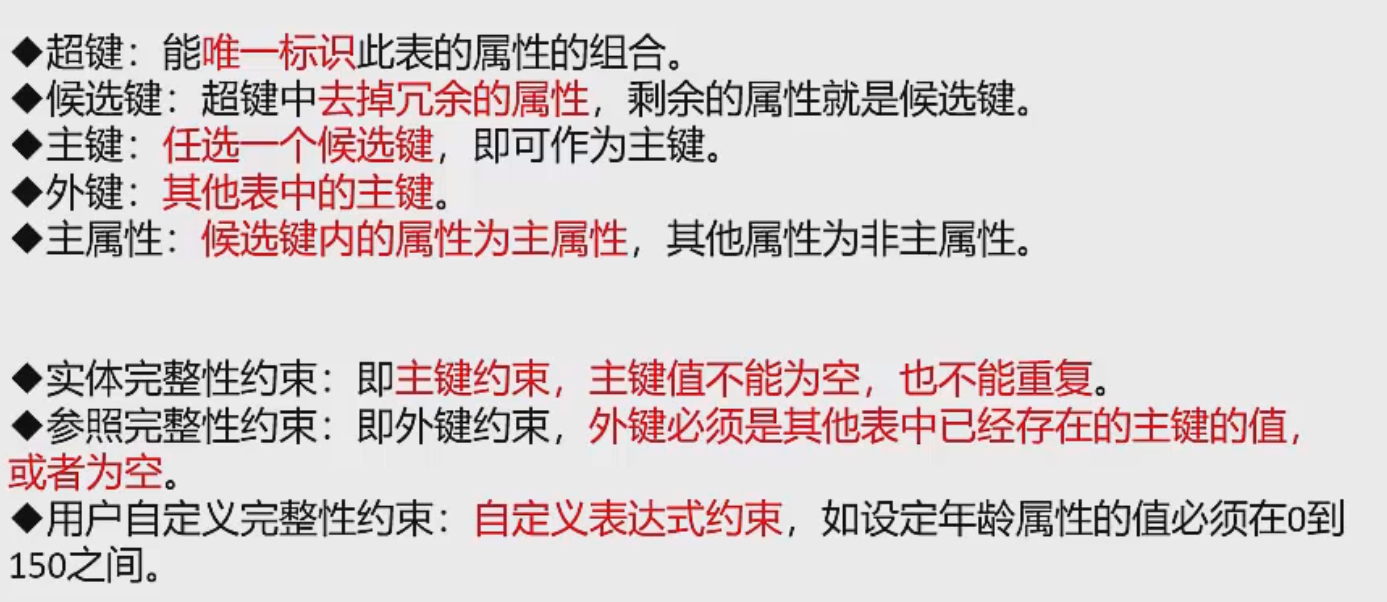 ◆超键：能唯一标识此表的属性的组合。
◆候选键：超键中去掉冗余的属性，剩余的属性就是候选键。
◆主键：任选一个候选键，即可作为主键。
◆外键：其他表中的主键。
◆主属性：候选键内的属性为主属性，其他属性为非主属性。
◆实体完整性约束：即主键约束，主键值不能为空，也不能重复。
◆参照完整性约束：即外键约束，外键必须是其他表中已经存在的主键的值，
或者为空。
◆用户自定义完整性约束：自定义表达式约束，如设定年龄属性的值必须在0到
150之间。